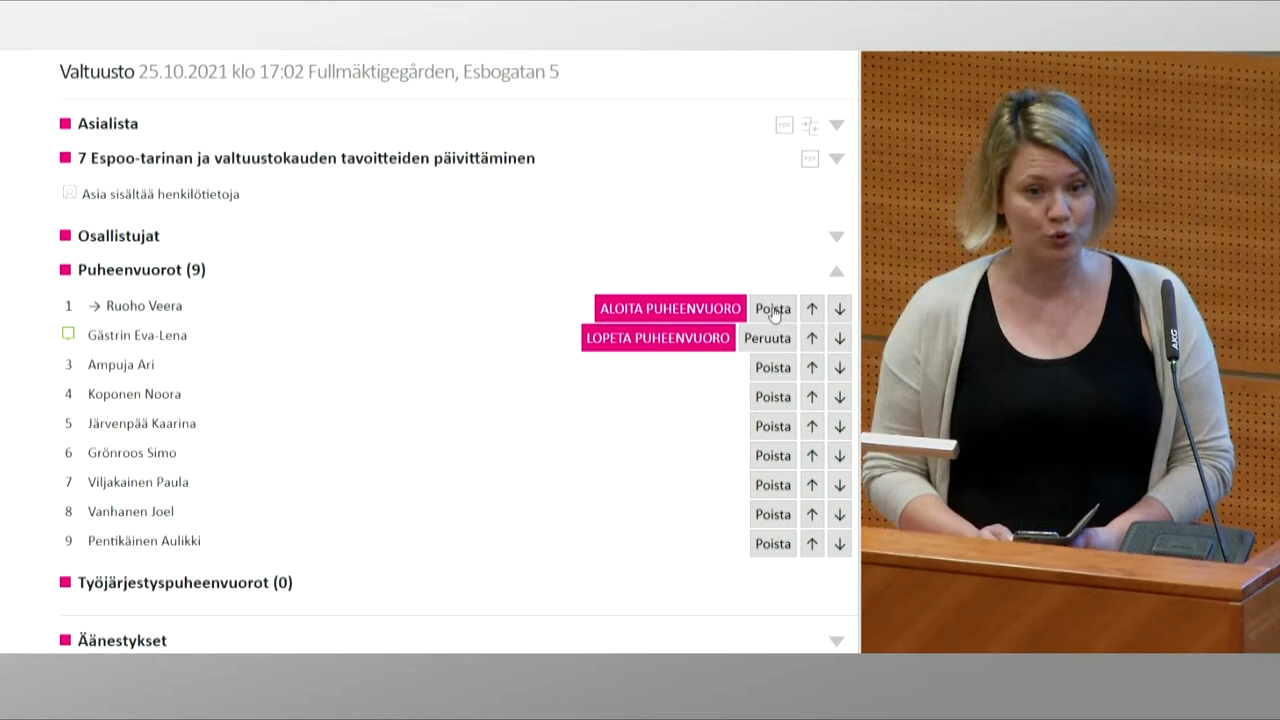 Valtuusto 25.10.2021 klo 17:02 Fullmäktigegården, Esbogatan 5
Asialista
PDF
7 Espoo-tarinan ja valtuustokauden tavoitteiden päivittäminen
PDF
Asia sisältää henkilötietoja
Osallistujat
Puheenvuorot (9)
1 → Ruoho Veera ALOITA PUHEENVUORO Poista ↑ ↓
Gästrin Eva-Lena LOPETA PUHEENVUORO Peruuta ↑ ↓
3 Ampuja Ari Poista ↑ ↓
4 Koponen Noora Poista ↑ ↓
5 Järvenpää Kaarina Poista ↑ ↓
6 Grönroos Simo Poista ↑ ↓
7 Viljakainen Paula Poista ↑ ↓
8 Vanhanen Joel Poista ↑ ↓
9 Pentikäinen Aulikki Poista ↑ ↓
Työjärjestyspuheenvuorot (0)
Äänestykset
AKG